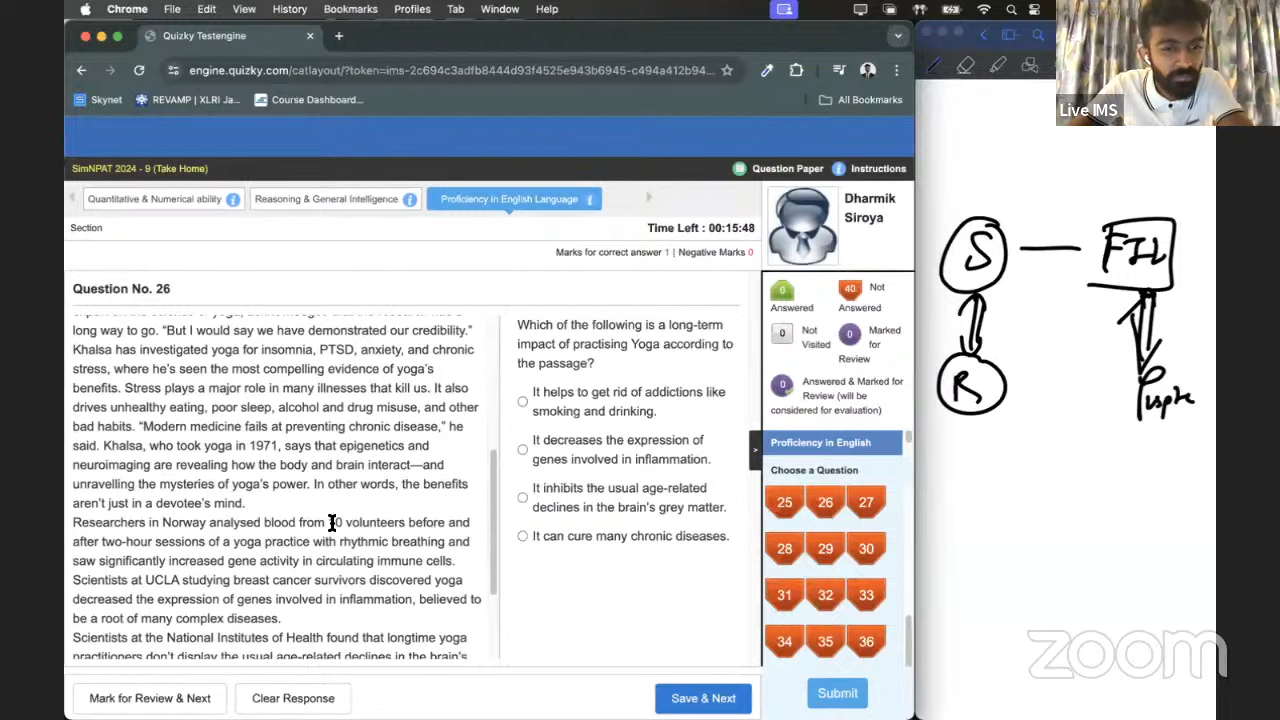 Chrome File Edit View History Bookmarks Profiles Tab Window Help
Quizky Testengine
engine.quizky.com/catlayout/?token=ims-2c694c3adfb8444d93f4525e943b6945-c494a412b94...
Skynet REVAMP | XLRI Ja... Course Dashboard... All Bookmarks
Live IMS
SimNPAT 2024 - 9 (Take Home) Question Paper Instructions
Quantitative & Numerical ability Reasoning & General Intelligence Proficiency in English Language
Section Time Left : 00:15:48
Marks for correct answer 1 | Negative Marks 0
Dharmik
Siroya
Question No. 26
long way to go. “But I would say we have demonstrated our credibility.”
Khalsa has investigated yoga for insomnia, PTSD, anxiety, and chronic
stress, where he’s seen the most compelling evidence of yoga’s
benefits. Stress plays a major role in many illnesses that kill us. It also
drives unhealthy eating, poor sleep, alcohol and drug misuse, and other
bad habits. “Modern medicine fails at preventing chronic disease,” he
said. Khalsa, who took yoga in 1971, says that epigenetics and
neuroimaging are revealing how the body and brain interact—and
unravelling the mysteries of yoga’s power. In other words, the benefits
aren’t just in a devotee’s mind.
Researchers in Norway analysed blood from volunteers before and
after two-hour sessions of a yoga practice with rhythmic breathing and
saw significantly increased gene activity in circulating immune cells.
Scientists at UCLA studying breast cancer survivors discovered yoga
decreased the expression of genes involved in inflammation, believed to
be a root of many complex diseases.
Scientists at the National Institutes of Health found that longtime yoga
practitioners don’t display the usual age-related declines in the brain’s
Which of the following is a long-term
impact of practising Yoga according to
the passage?
It helps to get rid of addictions like
smoking and drinking.
It decreases the expression of
genes involved in inflammation.
It inhibits the usual age-related
declines in the brain’s grey matter.
It can cure many chronic diseases.
0 Answered
40 Not Answered
0 Not Visited
0 Marked for Review
0 Answered & Marked for
Review (will be
considered for evaluation)
Proficiency in English
Choose a Question
25 26 27
28 29 30
31 32 33
34 35 36
Mark for Review & Next Clear Response Save & Next Submit
S FIL
R
zoom